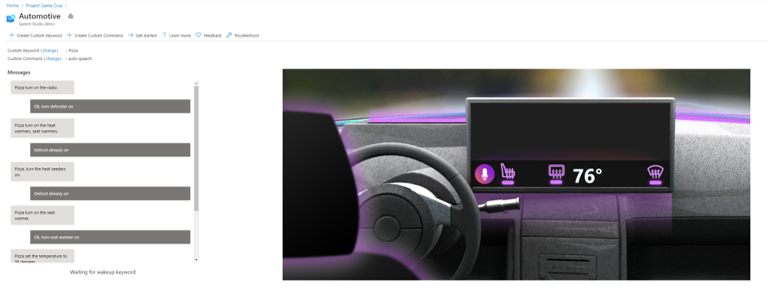 Home > Project Santa Cruz >
Automotive
Speech Studio demo
+ Create Custom Keyword + Create Custom Command → Get started Learn more Feedback Troubleshoot
Custom Keyword (change) : Pizza
Custom Command (change) : auto speech
Messages
Pizza turn on the radio.
Ok, turn defroster on
Pizza turn on the heat
warmers, seat warmers.
Defrost already on
Pizza, turn the heat seeders
on.
Defrost already on
Pizza turn on the seat
warmer.
Ok, turn seat warmer on
Pizza set the temperature to
Waiting for wakeup keyword
76°